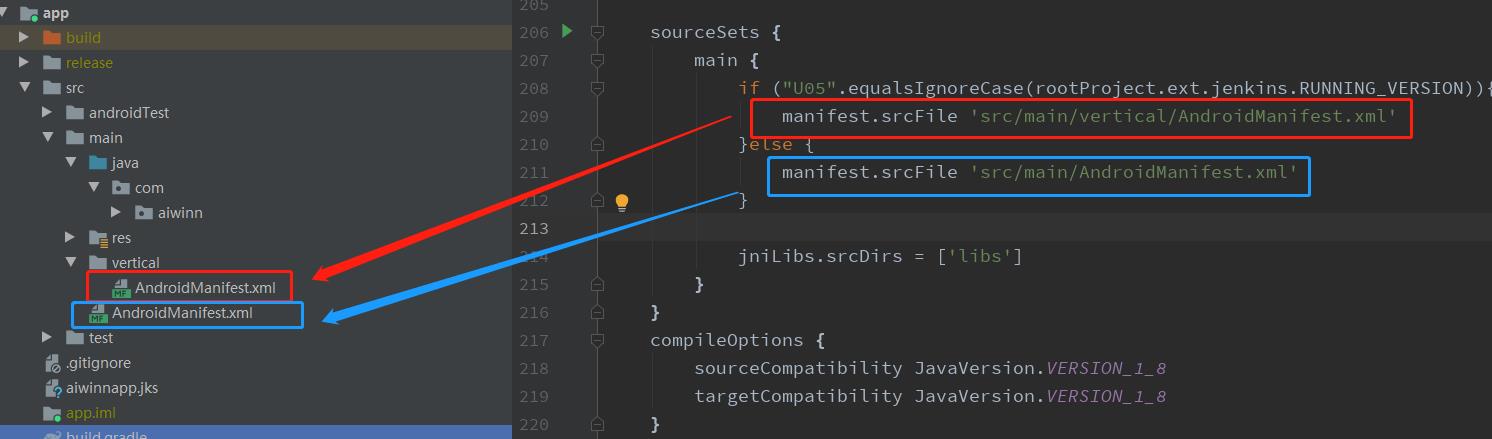 app
build
release
src
androidTest
main
java
com
aiwinn
res
vertical
AndroidManifest.xml
AndroidManifest.xml
test
.gitignore
aiwinnapp.jks
app.iml
build.gradle
205
206 sourceSets {
207 main {
208 if ("U05".equalsIgnoreCase(rootProject.ext.jenkins.RUNNING_VERSION)){
209 manifest.srcFile 'src/main/vertical/AndroidManifest.xml'
210 }else {
211 manifest.srcFile 'src/main/AndroidManifest.xml'
212 }
213
214 jniLibs.srcDirs = ['libs']
215 }
216 }
217 compileOptions {
218 sourceCompatibility JavaVersion.VERSION_1_8
219 targetCompatibility JavaVersion.VERSION_1_8
220 }